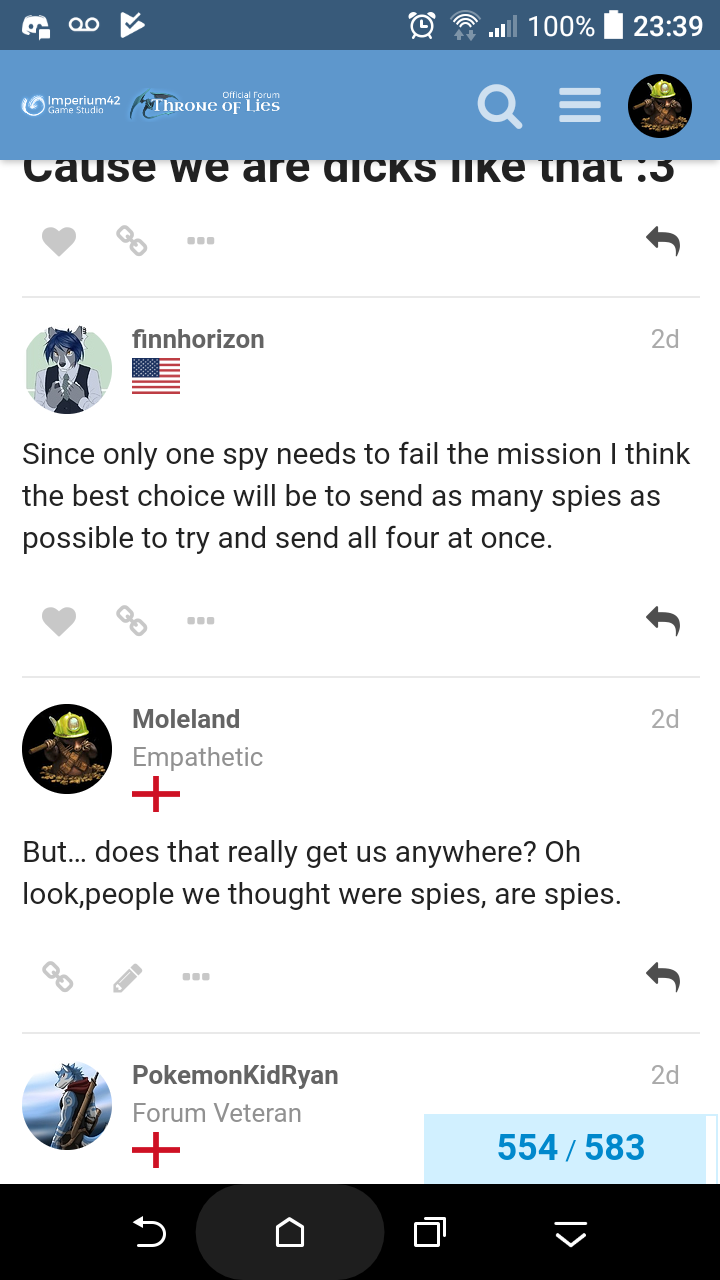 100% 23:39
Imperium42
Game Studio
Official Forum
Throne of Lies
Cause we are dicks like that :3
finnhorizon 2d
Since only one spy needs to fail the mission I think
the best choice will be to send as many spies as
possible to try and send all four at once.
Moleland 2d
Empathetic
But… does that really get us anywhere? Oh
look,people we thought were spies, are spies.
PokemonKidRyan 2d
Forum Veteran
554 / 583